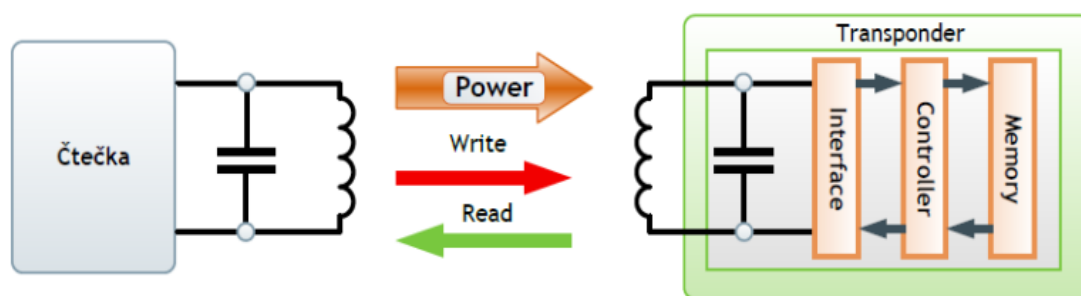 Transponder
Čtečka
Power
Write
Read
Interface
Controller
Memory